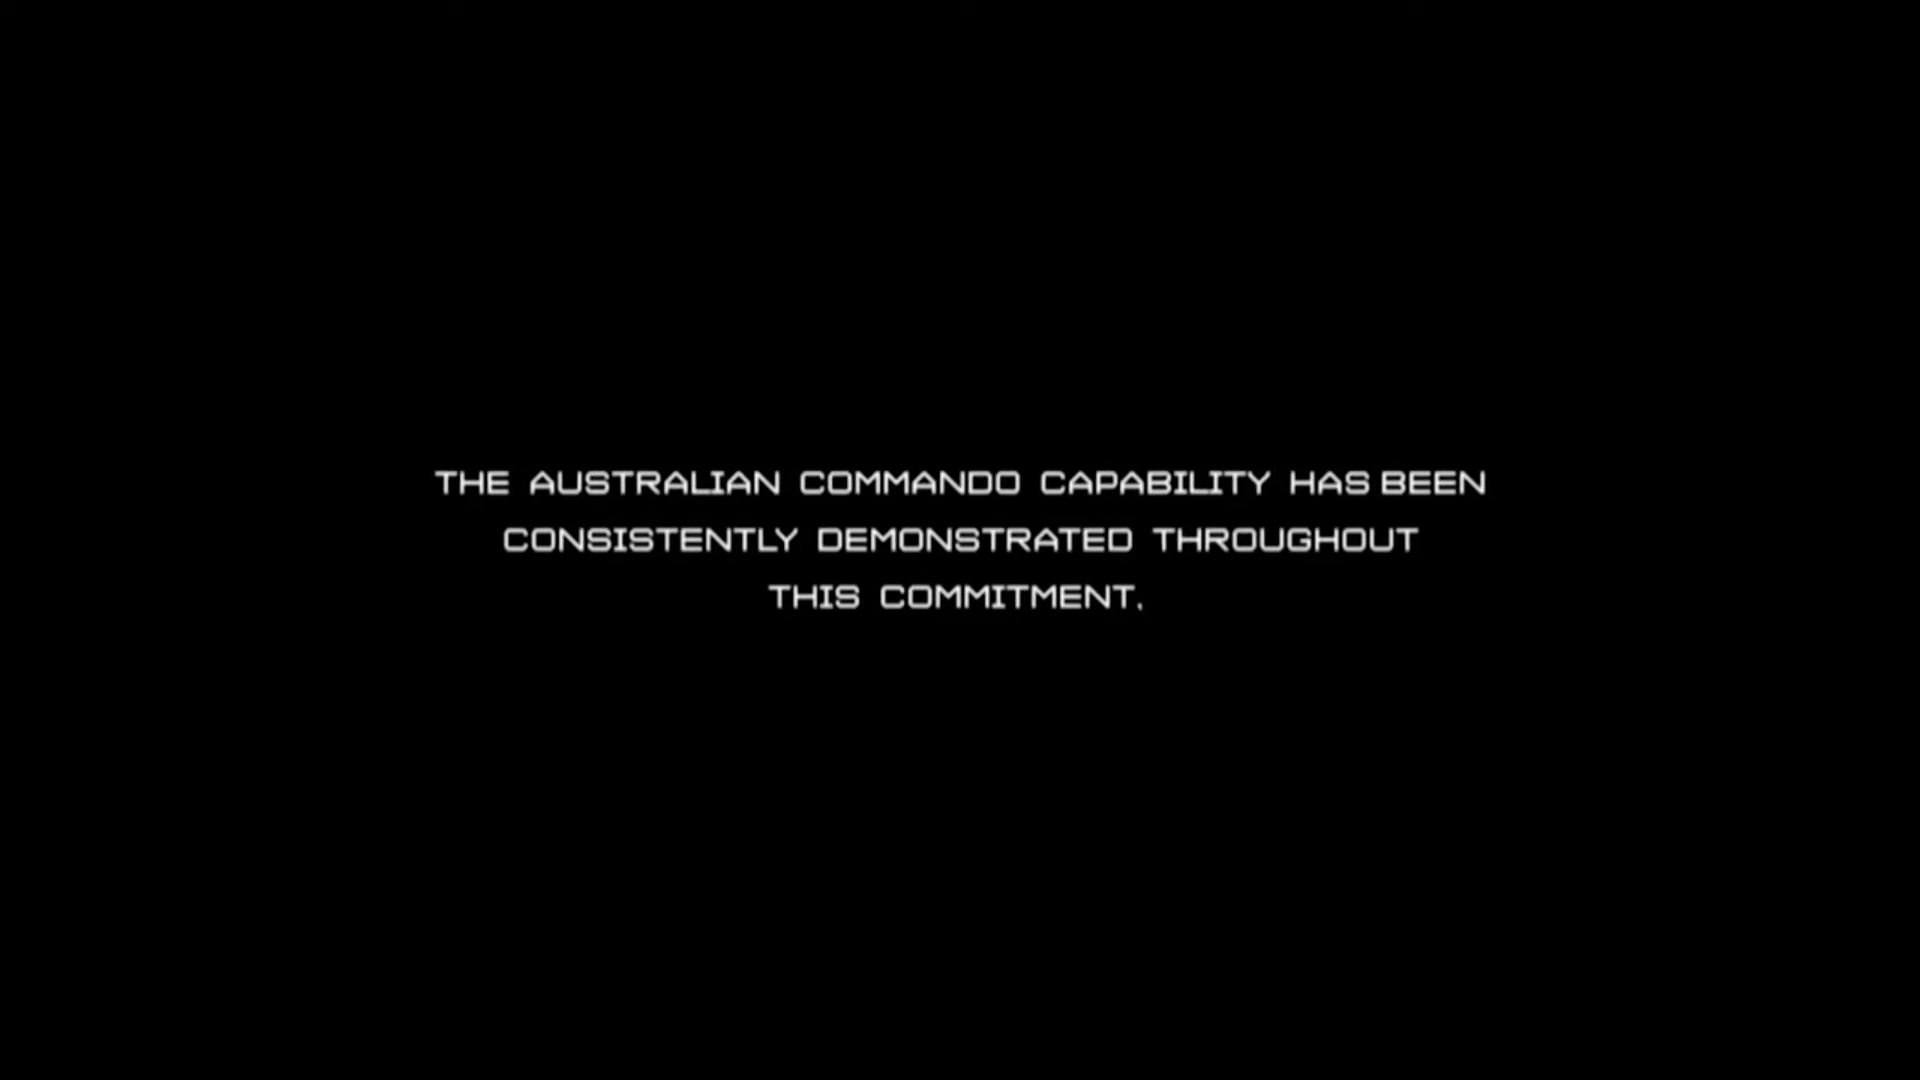 THE AUSTRALIAN COMMANDO CAPABILITY HAS BEEN
CONSISTENTLY DEMONSTRATED THROUGHOUT
THIS COMMITMENT.